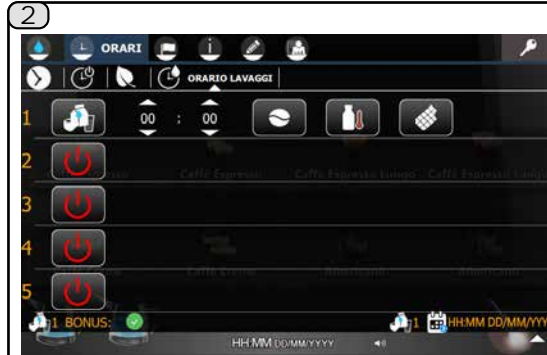 2
ORARI
ORARIO LAVAGGI
1 00 : 00
2
Caffè Espresso Caffè Espresso Lungo Caffè Espresso Lungo
3
4
Caffè Creme Americano Americano
5
1 BONUS: 1 HH:MM DD/MM/YYY
HH:MM DD/MM/YYYY